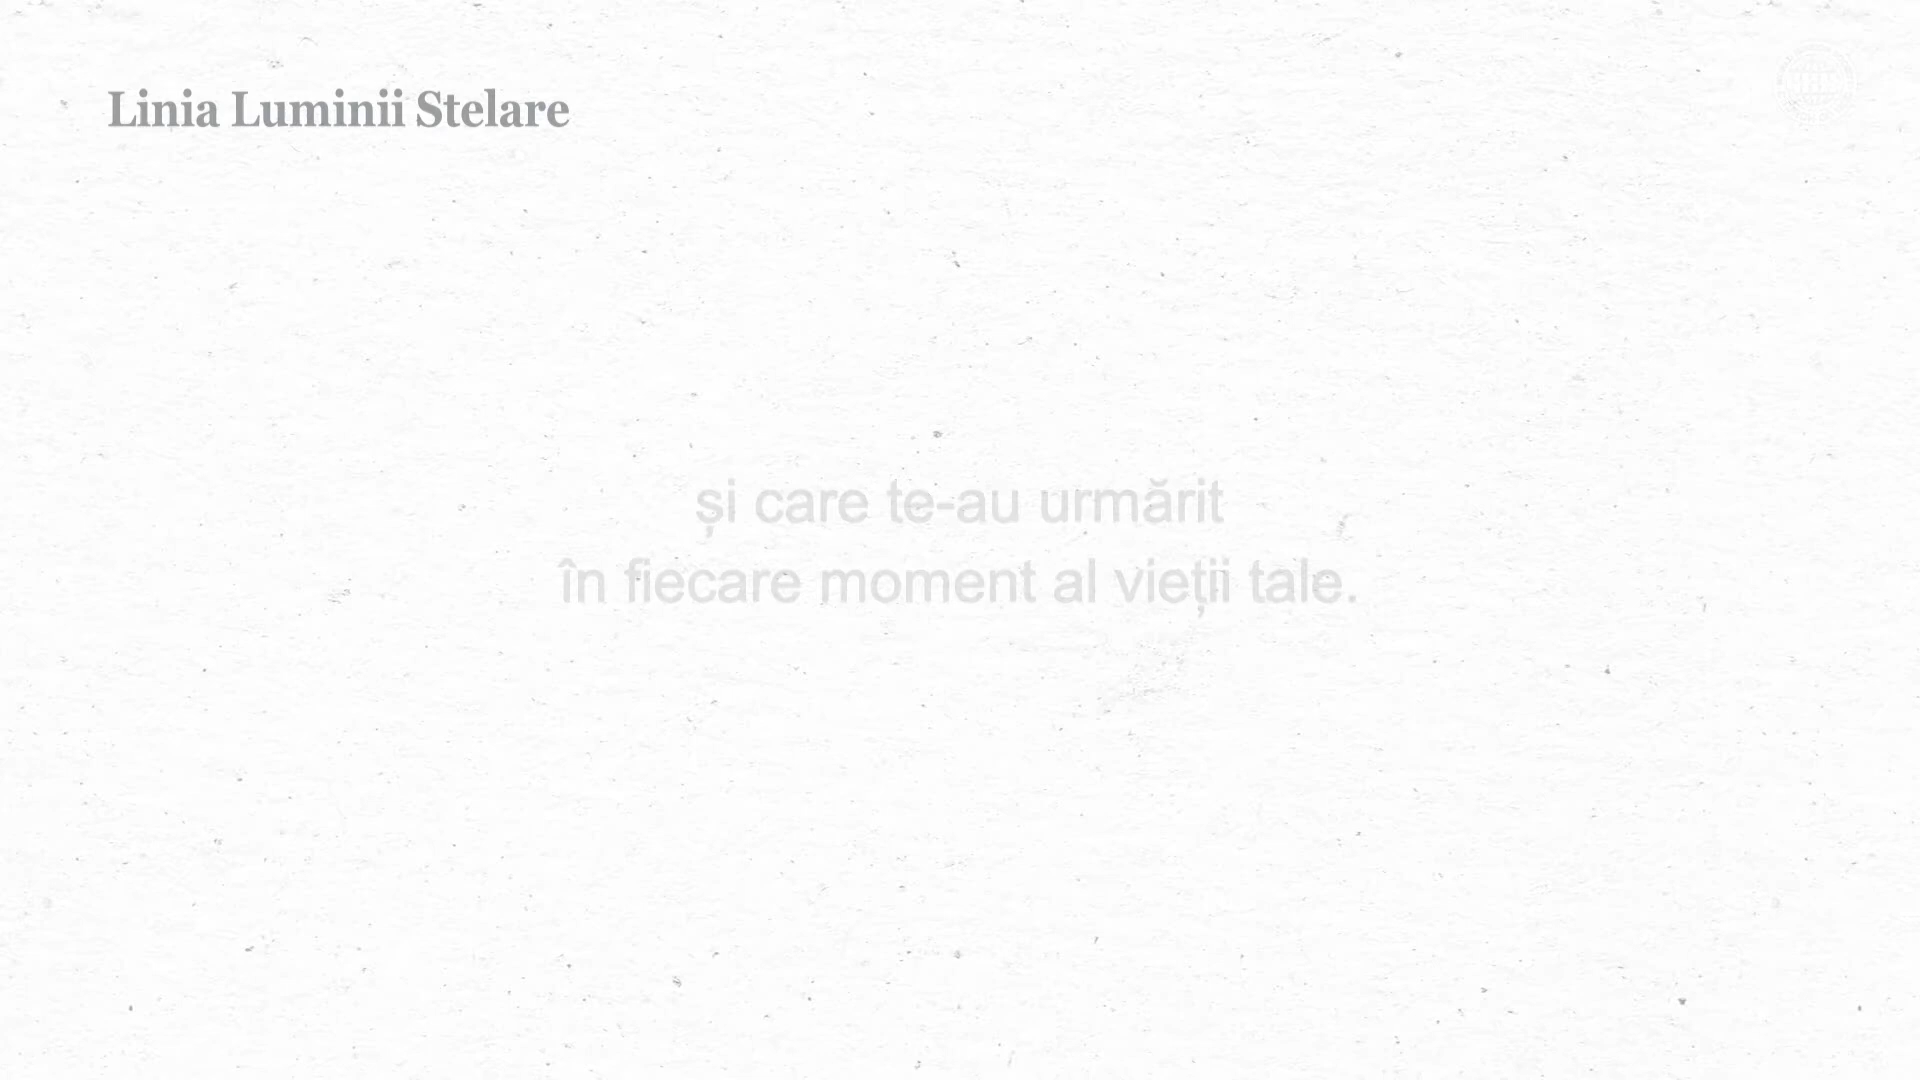 Linia Luminii Stelare
și care te-au urmărit
în fiecare moment al vieții tale.